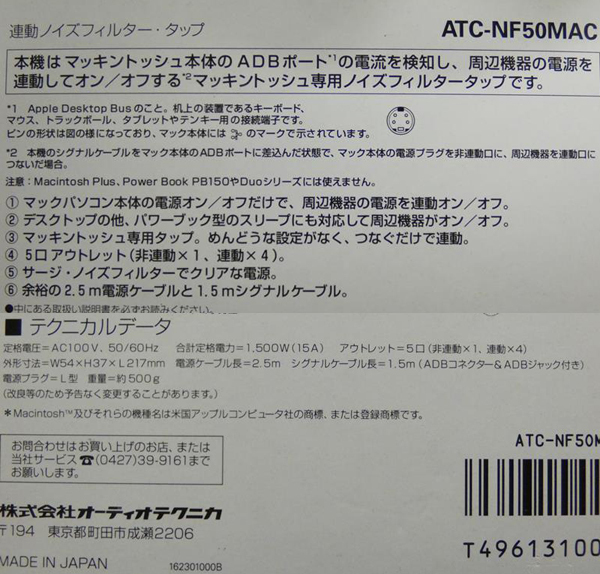 連動ノイズフィルター・タップ
ATC-NF50MAC
本機はマッキントッシュ本体のADBポート*1の電流を検知し、周辺機器の電源を
連動してオン/オフする*2マッキントッシュ専用ノイズフィルタータップです。
*1 Apple Desktop Busのこと。机上の装置であるキーボード、
マウス、トラックボール、タブレットやテンキー用の接続端子です。
ピンの形状は図の様になっており、マック本体には のマークで示されています。
*2 本機のシグナルケーブルをマック本体のADBポートに差込んだ状態で、マック本体の電源プラグを非連動口に、周辺機器を連動口に
つないだ場合。
注意:Macintosh Plus、Power Book PB150やDuoシリーズには使えません。
① マックパソコン本体の電源オン/オフだけで、周辺機器の電源を連動オン/オフ。
② デスクトップの他、パワーブック型のスリープにも対応して周辺機器がオン/オフ。
③ マッキントッシュ専用タップ。めんどうな設定がなく、つなぐだけで連動。
④ 5口アウトレット(非連動×1、連動×4)。
⑤ サージ・ノイズフィルターでクリアな電源。
⑥ 余裕の2.5m電源ケーブルと1.5mシグナルケーブル。
●中にある取扱い説明書を必ずお読みください。
■ テクニカルデータ
定格電圧=AC100V、50/60Hz 合計定格電力=1,500W(15A) アウトレット=5口(非連動×1、連動×4)
外形寸法=W54×H37×L217mm 電源ケーブル長=2.5m シグナルケーブル長=1.5m(ADBコネクター&ADBジャック付き)
電源プラグ=L型 重量=約500g
(改良等のため予告なく変更することがあります。)
*Macintosh™及びそれらの機種名は米国アップルコンピュータ社の商標、または登録商標です。
お問合わせはお買い上げのお店、または
当社サービス☎(0427)39-9161まで
お願いします。
ATC-NF50M
株式会社オーディオテクニカ
〒194 東京都町田市成瀬2206
T49613100
MADE IN JAPAN
162301000B